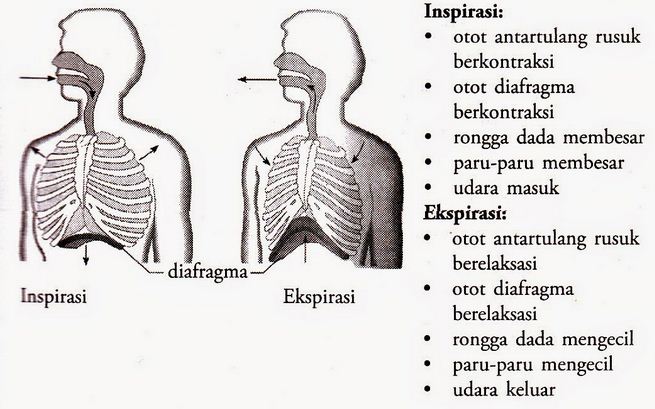 Inspirasi:
• otot antartulang rusuk
berkontraksi
• otot diafragma
berkontraksi
• rongga dada membesar
• paru-paru membesar
• udara masuk
Ekspirasi:
• otot antartulang rusuk
berelaksasi
• otot diafragma
berelaksasi
• rongga dada mengecil
• paru-paru mengecil
• udara keluar
diafragma
Inspirasi
Ekspirasi